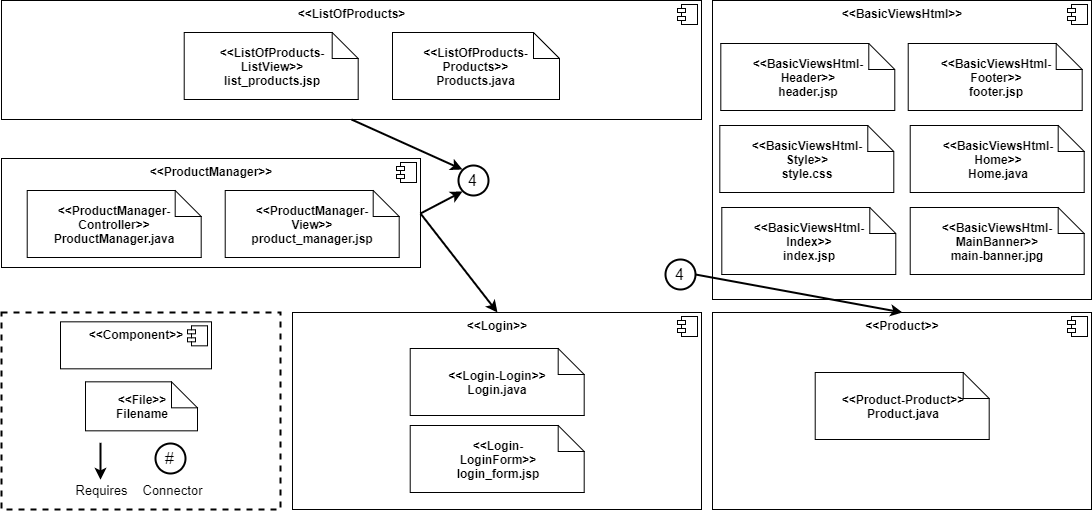 <<ListOfProducts>
<<ListOfProducts-
ListView>>
list_products.jsp
<<ListOfProducts-
Products>>
Products.java
<<BasicViewsHtml>>
<<BasicViewsHtml-
Header>>
header.jsp
<<BasicViewsHtml-
Footer>>
footer.jsp
<<BasicViewsHtml-
Style>>
style.css
<<BasicViewsHtml-
Home>>
Home.java
<<BasicViewsHtml-
Index>>
index.jsp
<<BasicViewsHtml-
MainBanner>>
main-banner.jpg
<<ProductManager>>
<<ProductManager-
Controller>>
ProductManager.java
<<ProductManager-
View>>
product_manager.jsp
4
4
<<Component>>
<<File>>
Filename
#
Requires
Connector
<<Login>>
<<Login-Login>>
Login.java
<<Login-
LoginForm>>
login_form.jsp
<<Product>>
<<Product-Product>>
Product.java